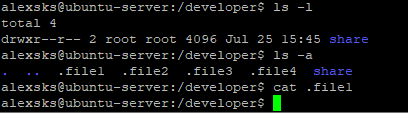 alexsks@ubuntu-server:/developer$ ls -l
total 4
drwxr--r-- 2 root root 4096 Jul 25 15:45 share
alexsks@ubuntu-server:/developer$ ls -a
.  ..  .file1  .file2  .file3  .file4  share
alexsks@ubuntu-server:/developer$ cat .file1
alexsks@ubuntu-server:/developer$